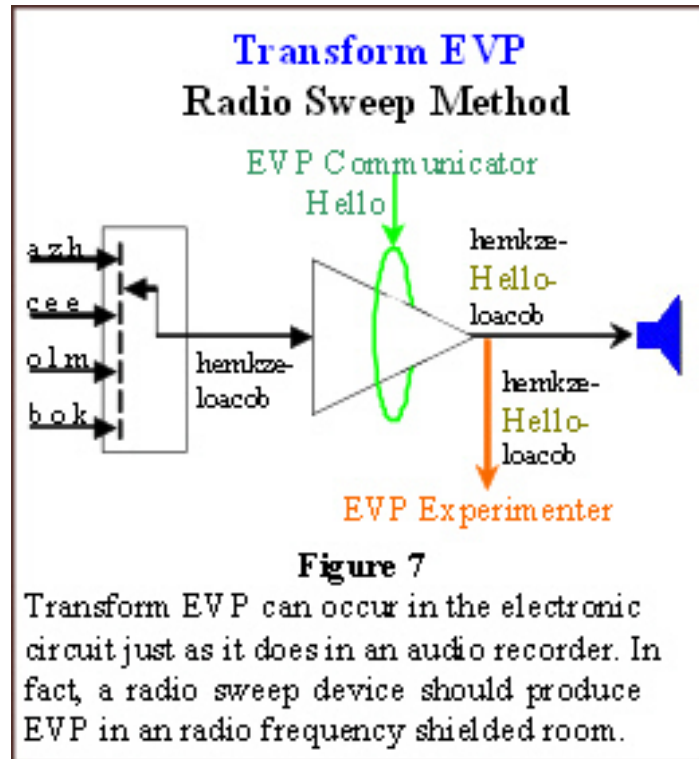 Transform EVP
Radio Sweep Method
EVP Communicator
Hello
azh
cee
olm
bok
hemkze-
loacob
hemkze-
Hello-
loacob
hemkze-
Hello-
loacob
EVP Experimenter
Figure 7
Transform EVP can occur in the electronic
circuit just as it does in an audio recorder. In
fact, a radio sweep device should produce
EVP in an radio frequency shielded room.